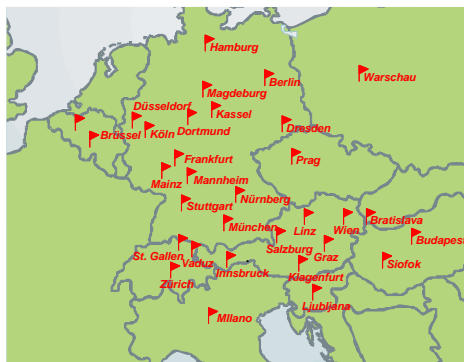 Hamburg
Berlin
Warschau
Magdeburg
Düsseldorf
Kassel
Dortmund
Dresden
Brüssel
Köln
Frankfurt
Prag
Mainz
Mannheim
Nürnberg
Stuttgart
München
Linz
Wien
Bratislava
Salzburg
Graz
Budapest
St. Gallen
Vaduz
Innsbruck
Siofok
Zürich
Klagenfurt
Ljubljana
MIlano